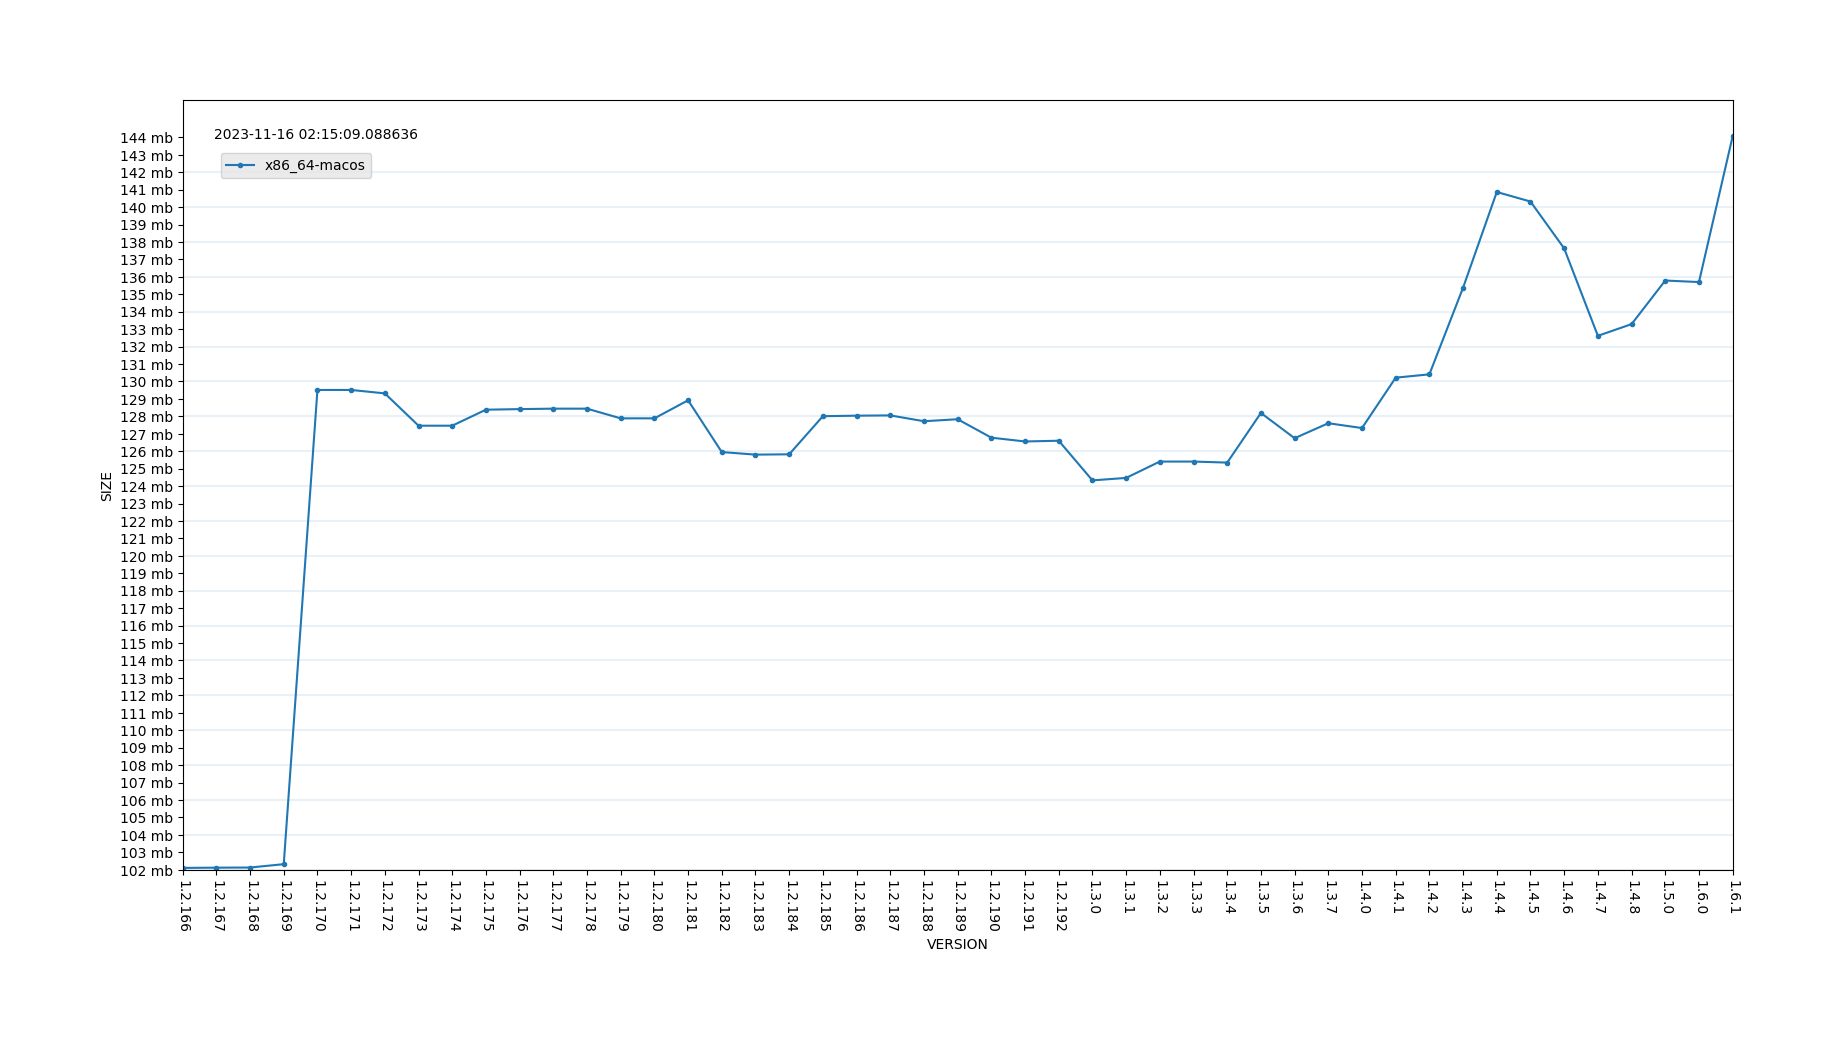 2023-11-16 02:15:09.088636
x86_64-macos
SIZE
144 mb
143 mb
142 mb
141 mb
140 mb
139 mb
138 mb
137 mb
136 mb
135 mb
134 mb
133 mb
132 mb
131 mb
130 mb
129 mb
128 mb
127 mb
126 mb
125 mb
124 mb
123 mb
122 mb
121 mb
120 mb
119 mb
118 mb
117 mb
116 mb
115 mb
114 mb
113 mb
112 mb
111 mb
110 mb
109 mb
108 mb
107 mb
106 mb
105 mb
104 mb
103 mb
102 mb
1.2.166
1.2.167
1.2.168
1.2.169
1.2.170
1.2.171
1.2.172
1.2.173
1.2.174
1.2.175
1.2.176
1.2.177
1.2.178
1.2.179
1.2.180
1.2.181
1.2.182
1.2.183
1.2.184
1.2.185
1.2.186
1.2.187
1.2.188
1.2.189
1.2.190
1.2.191
1.2.192
1.3.0
1.3.1
1.3.2
1.3.3
1.3.4
1.3.5
1.3.6
1.3.7
1.4.0
1.4.1
1.4.2
1.4.3
1.4.4
1.4.5
1.4.6
1.4.7
1.4.8
1.5.0
1.6.0
1.6.1
VERSION